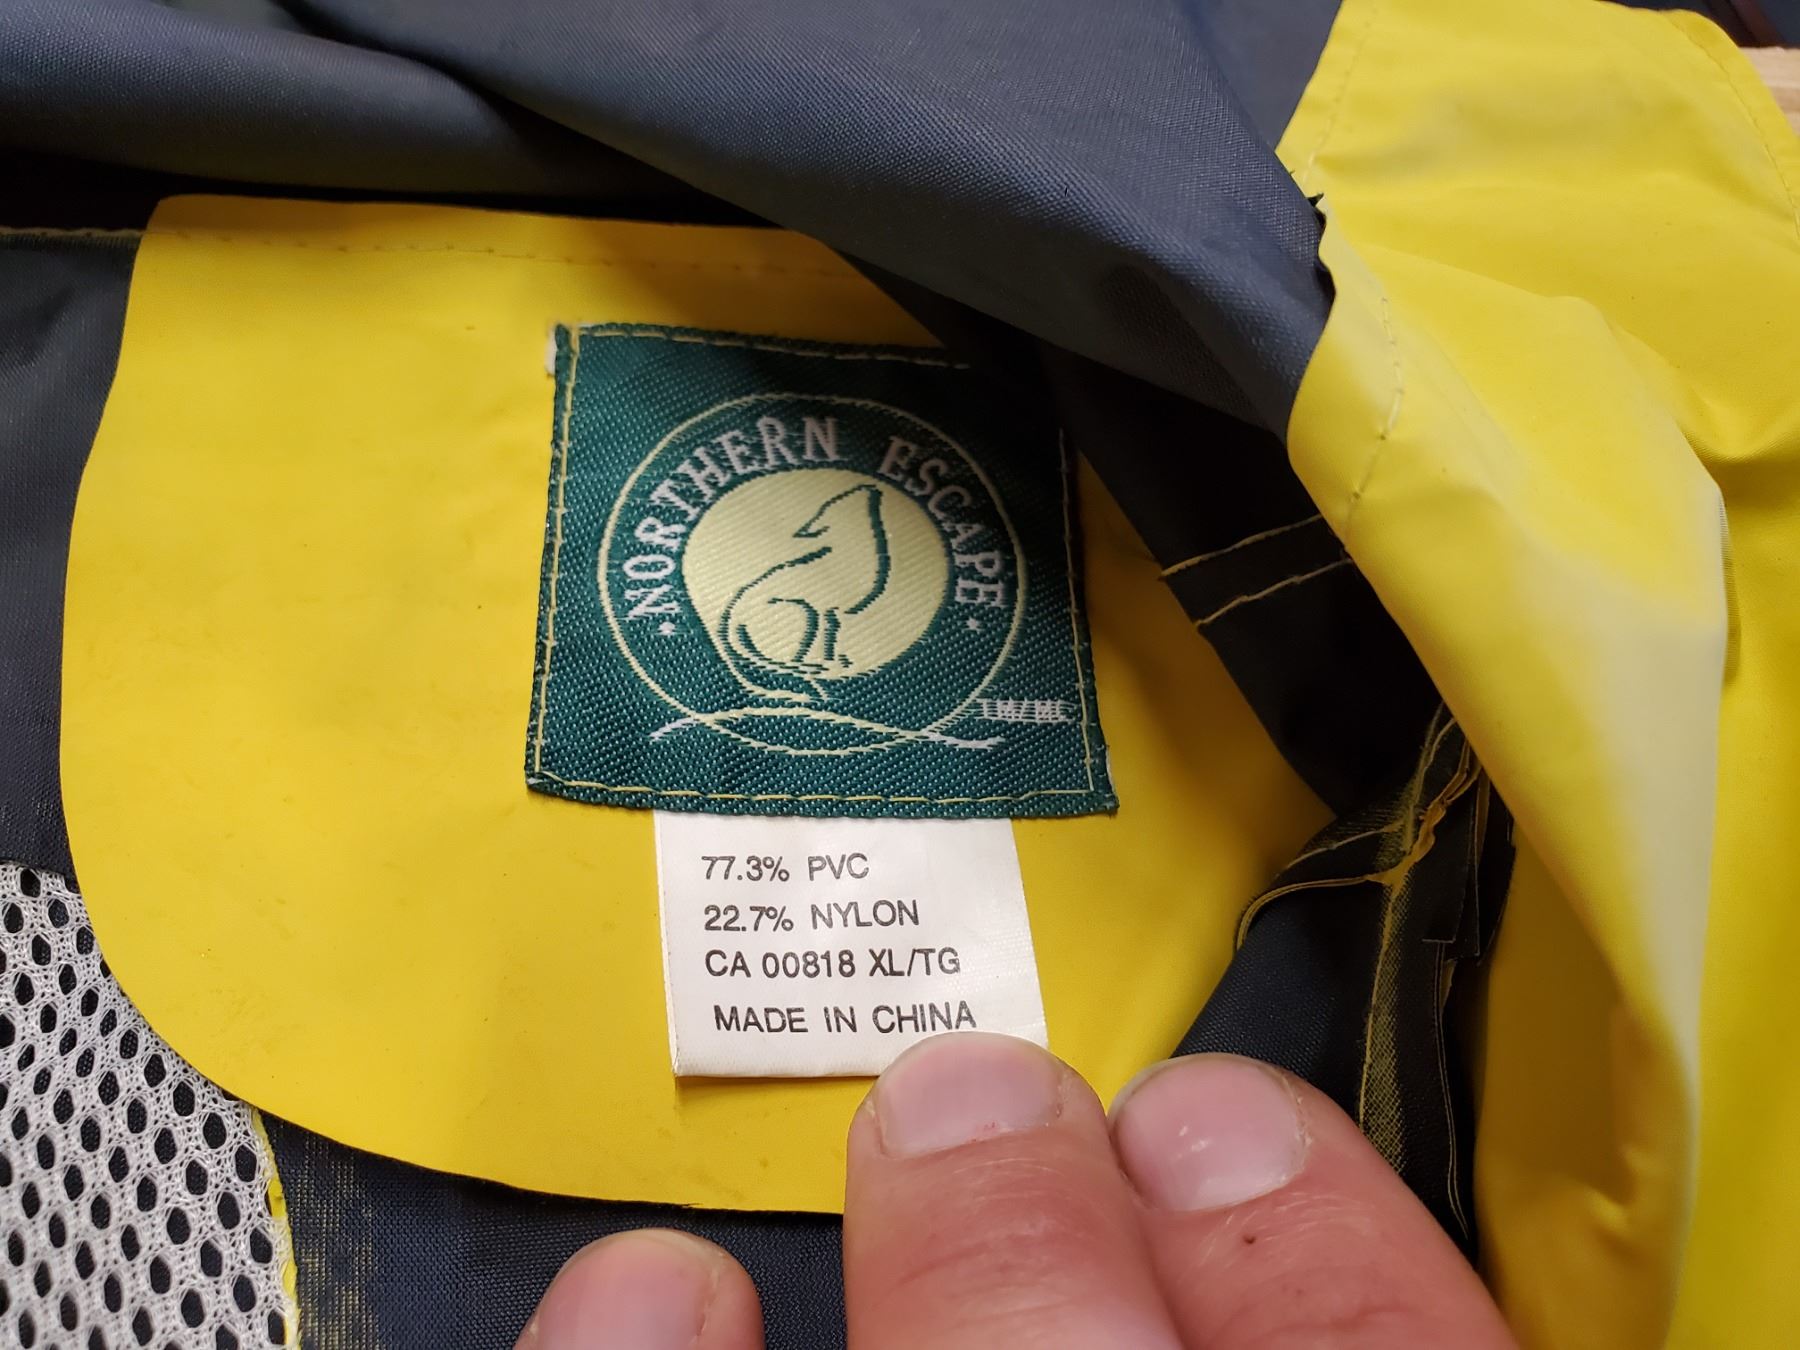 · NORTHERN ESCAPE ·
TM/MC
77.3% PVC
22.7% NYLON
CA 00818 XL/TG
MADE IN CHINA